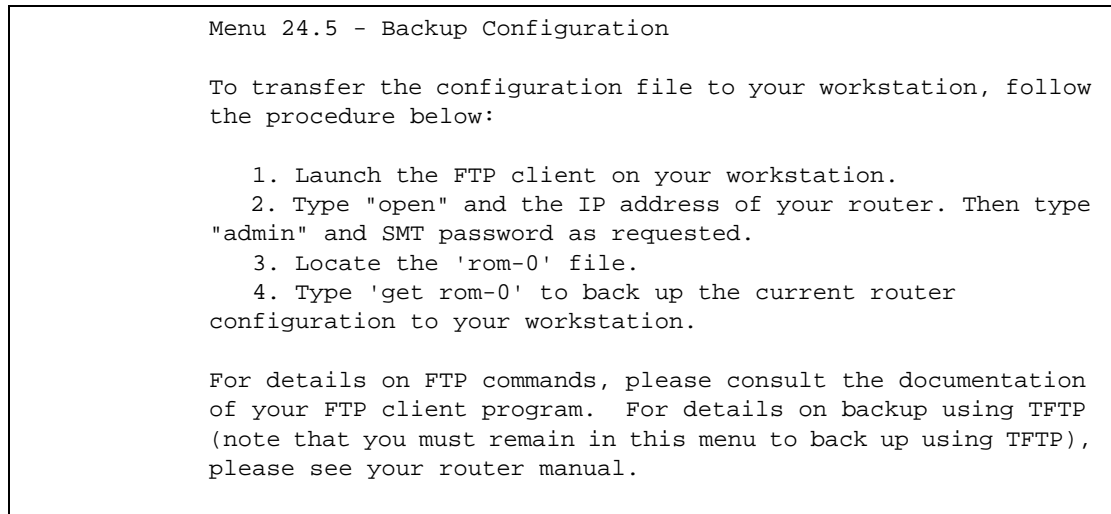 Menu 24.5 - Backup Configuration
To transfer the configuration file to your workstation, follow
the procedure below:
1. Launch the FTP client on your workstation.
2. Type "open" and the IP address of your router. Then type
"admin" and SMT password as requested.
3. Locate the 'rom-0' file.
4. Type 'get rom-0' to back up the current router
configuration to your workstation.
For details on FTP commands, please consult the documentation
of your FTP client program.  For details on backup using TFTP
(note that you must remain in this menu to back up using TFTP),
please see your router manual.